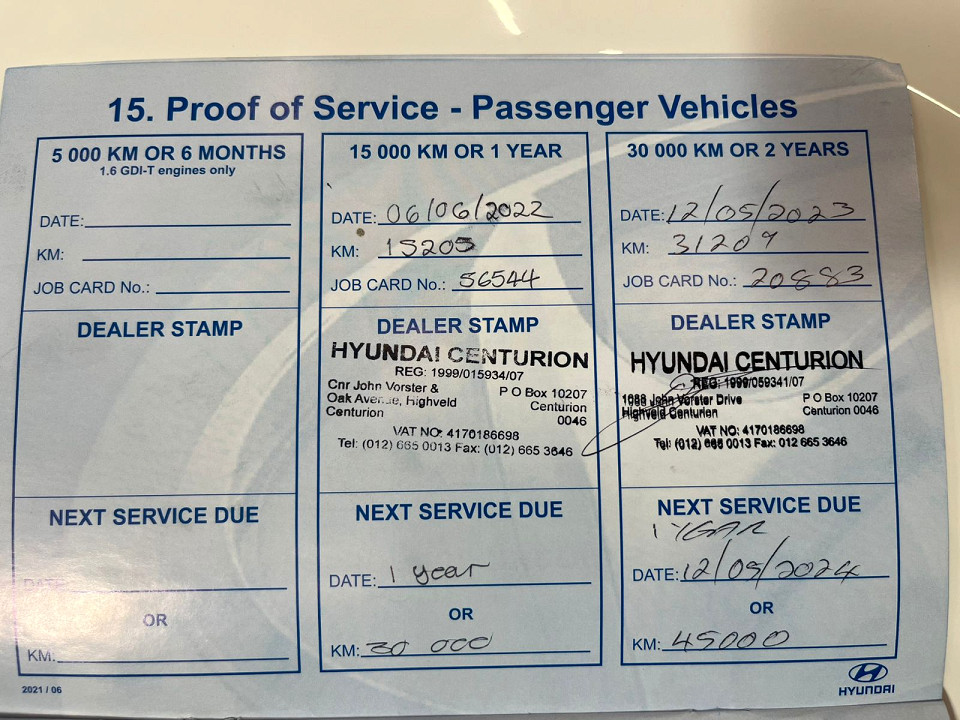 15. Proof of Service - Passenger Vehicles
5 000 KM OR 6 MONTHS
1.6 GDI-T engines only
DATE:
KM:
JOB CARD No.:
DEALER STAMP
NEXT SERVICE DUE
DATE:
OR
KM:
15 000 KM OR 1 YEAR
DATE: 06/06/2022
KM: 15205
JOB CARD No.: 56544
DEALER STAMP
HYUNDAI CENTURION
REG: 1999/015934/07
Cnr John Vorster &
Oak Avenue, Highveld
Centurion
P O Box 10207
Centurion
0046
VAT NO: 4170186698
Tel: (012) 665 0013 Fax: (012) 665 3646
NEXT SERVICE DUE
DATE: 1 year
OR
KM: 30 000
30 000 KM OR 2 YEARS
DATE: 12/05/2023
KM: 31209
JOB CARD No.: 20883
DEALER STAMP
HYUNDAI CENTURION
REG: 1999/059341/07
John Vorster Drive
Highveld Centurion
P O Box 10207
Centurion 0046
VAT NO: 4170186698
Tel: (012) 665 0013 Fax: 012 665 3646
NEXT SERVICE DUE
1 YEAR
DATE: 12/05/2024
OR
KM: 45000
2021 / 06
HYUNDAI